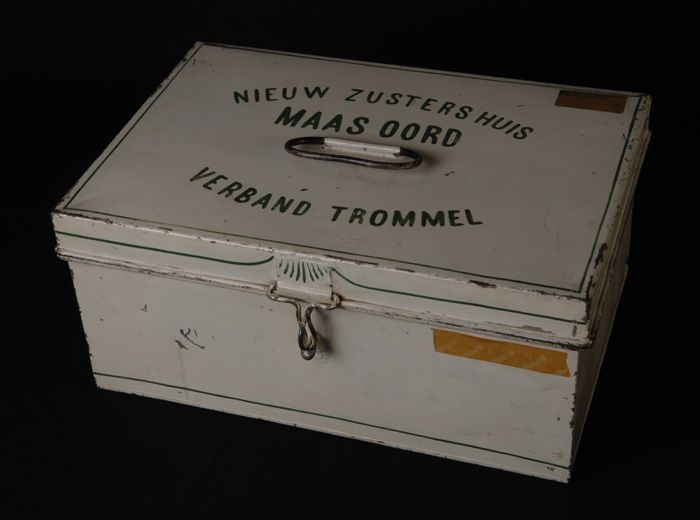 NIEUW ZUSTERSHUIS
MAAS OORD
VERBAND TROMMEL